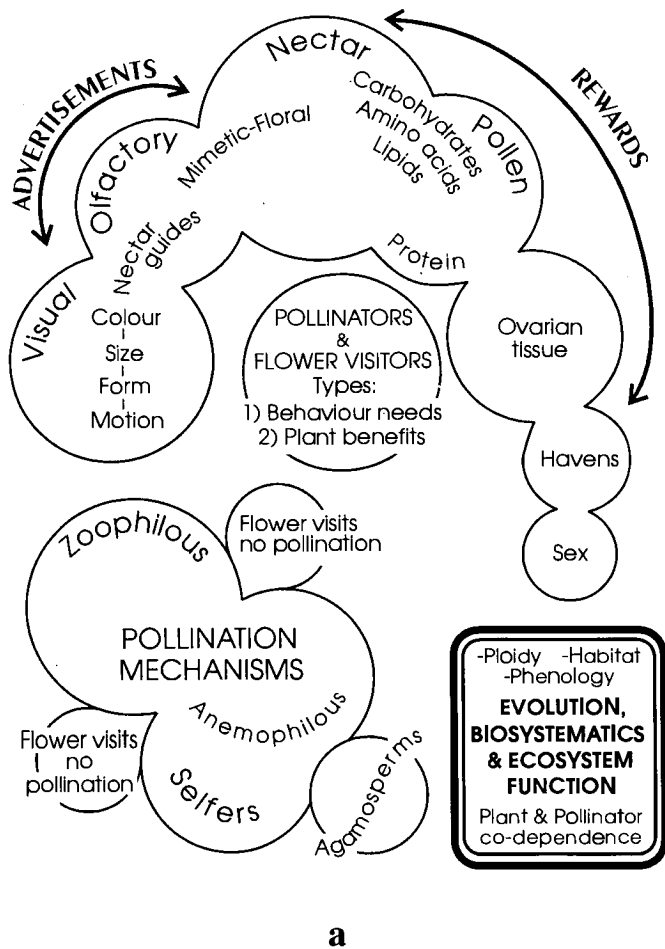 ADVERTISEMENTS
REWARDS
Nectar
Carbohydrates
Amino acids
Lipids
Pollen
Protein
Olfactory
Mimetic-Floral
Nectar
guides
Visual
Colour
Size
Form
Motion
POLLINATORS
&
FLOWER VISITORS
Types:
1) Behaviour needs
2) Plant benefits
Ovarian
tissue
Havens
Sex
Zoophilous
Flower visits
no pollination
POLLINATION
MECHANISMS
Anemophilous
Flower visits
no
pollination
Selfers
Agamosperms
-Ploidy -Habitat
-Phenology
EVOLUTION,
BIOSYSTEMATICS
& ECOSYSTEM
FUNCTION
Plant & Pollinator
co-dependence
a